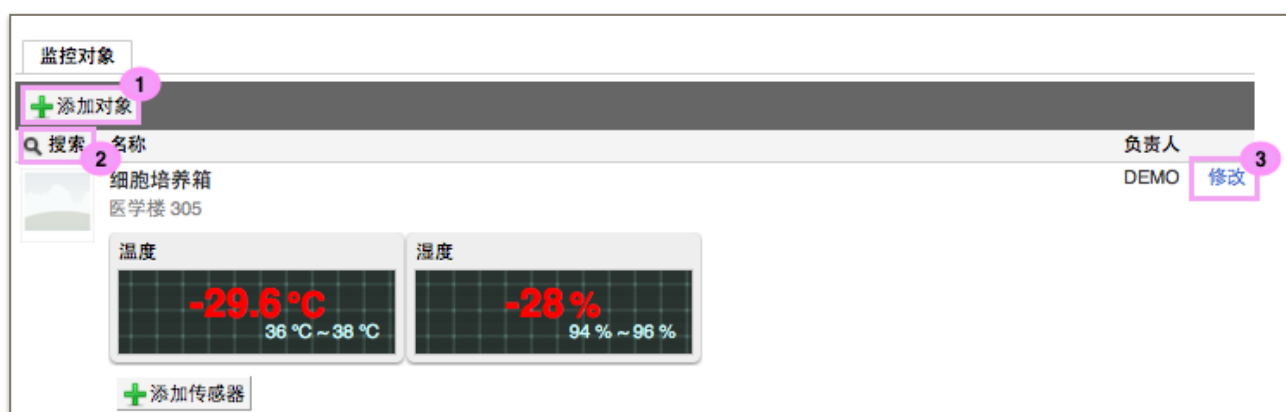 监控对象
1
添加对象
搜索 名称 负责人
2
3
细胞培养箱 DEMO 修改
医学楼 305
温度 湿度
-29.6 °C -28 %
36 °C ~ 38 °C 94 % ~ 96 %
添加传感器